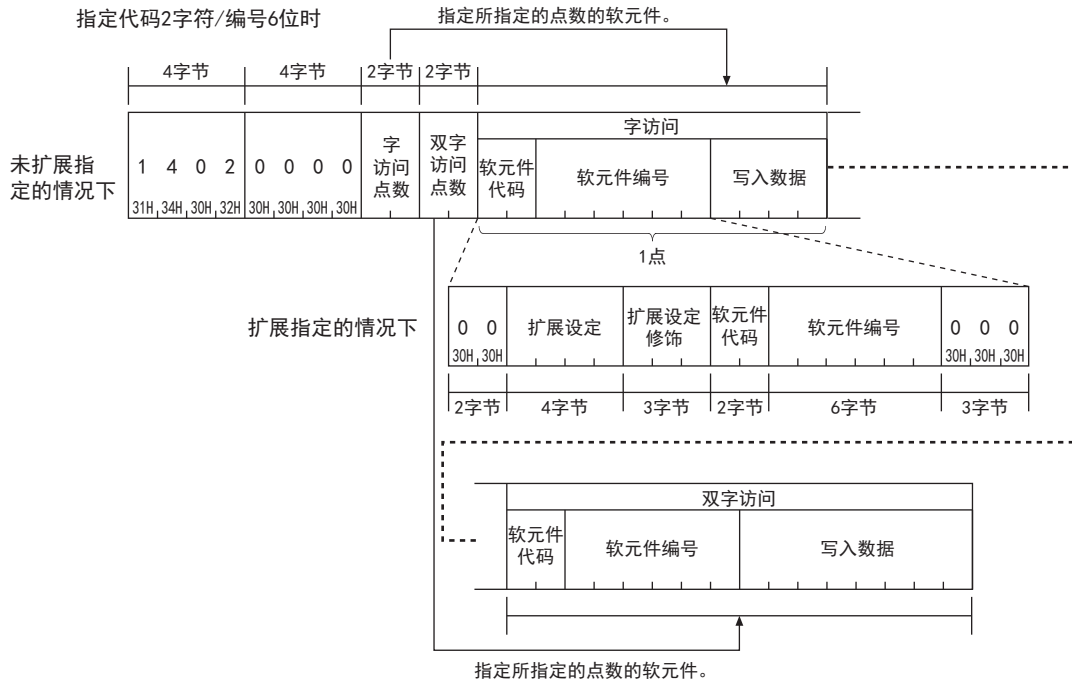 指定代码2字符/编号6位时
指定所指定的点数的软元件。
4字节 4字节 2字节 2字节
未扩展指定的情况下
1 4 0 2 0 0 0 0
31H 34H 30H 32H 30H 30H 30H 30H
字访问点数
双字访问点数
字访问
软元件代码
软元件编号
写入数据
1点
扩展指定的情况下
0 0
30H 30H
扩展设定
扩展设定修饰
软元件代码
软元件编号
0 0 0
30H 30H 30H
2字节 4字节 3字节 2字节 6字节 3字节
双字访问
软元件代码
软元件编号
写入数据
指定所指定的点数的软元件。